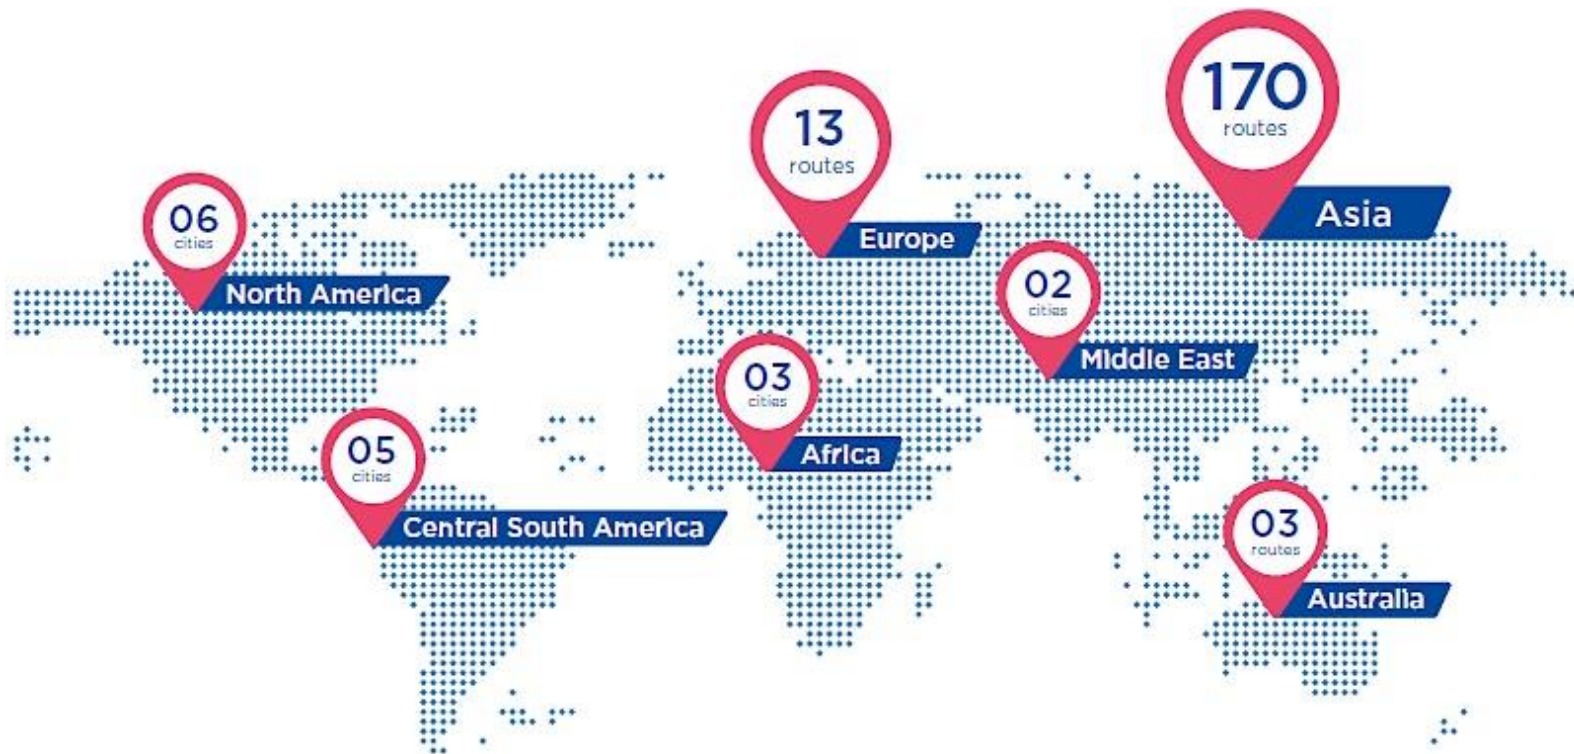 170
routes
Asia
13
routes
Europe
06
cities
North America
02
cities
Middle East
03
cities
Africa
05
cities
Central South America
03
routes
Australia